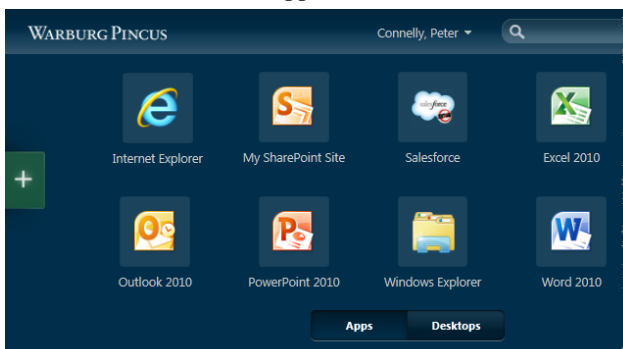 WARBURG PINCUS
Connelly, Peter
salesforce
Internet Explorer
My SharePoint Site
Salesforce
Excel 2010
+
Outlook 2010
PowerPoint 2010
Windows Explorer
Word 2010
Apps
Desktops